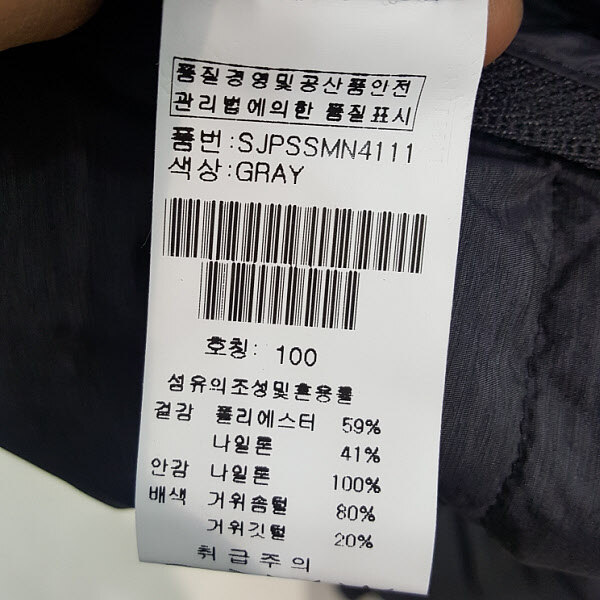 품질경영및공산품안전
관리법에의한 품질표시
품번:SJPSSMN4111
색상:GRAY
호칭: 100
섬유의조성및혼용률
겉감 폴리에스터 59%
나일론 41%
안감 나일론 100%
배색 거위솜털 80%
거위깃털 20%
취급주의